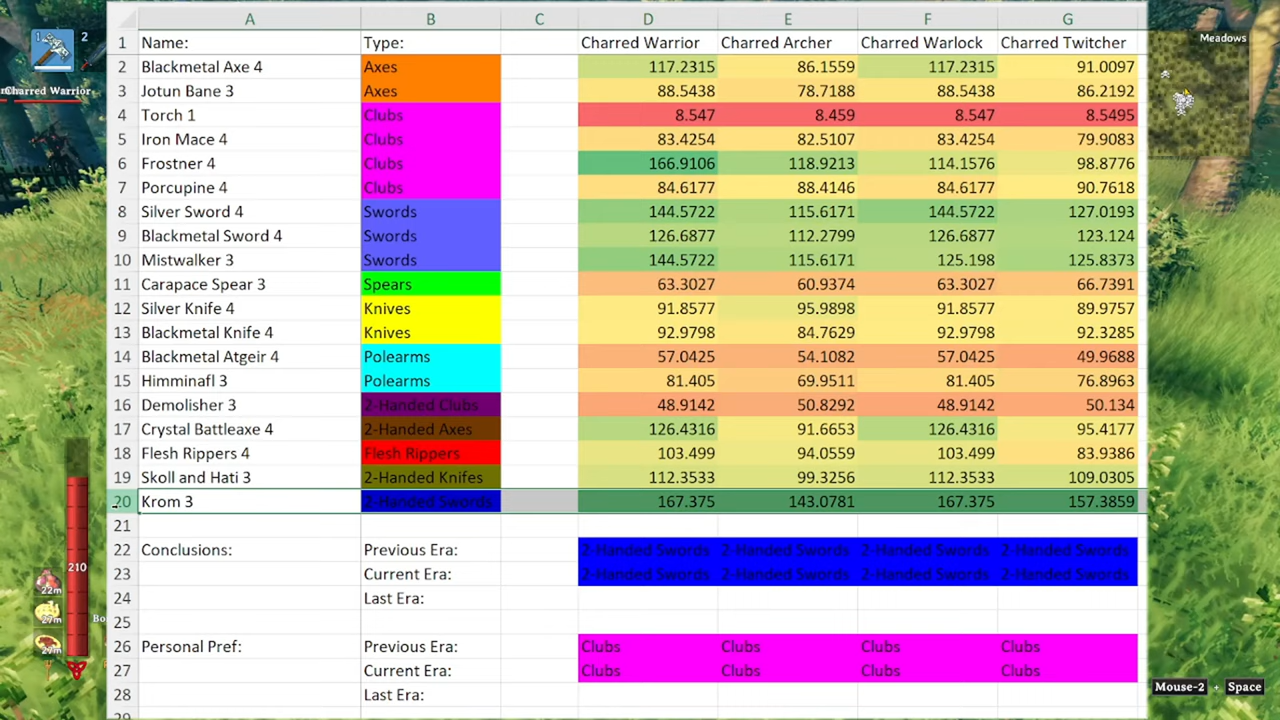 A B C D E F G
1 Name: Type: Charred Warrior Charred Archer Charred Warlock Charred Twitcher
2 Blackmetal Axe 4 Axes 117.2315 86.1559 117.2315 91.0097
3 Jotun Bane 3 Axes 88.5438 78.7188 88.5438 86.2192
4 Torch 1 Clubs 8.547 8.459 8.547 8.5495
5 Iron Mace 4 Clubs 83.4254 82.5107 83.4254 79.9083
6 Frostner 4 Clubs 166.9106 118.9213 114.1576 98.8776
7 Porcupine 4 Clubs 84.6177 88.4146 84.6177 90.7618
8 Silver Sword 4 Swords 144.5722 115.6171 144.5722 127.0193
9 Blackmetal Sword 4 Swords 126.6877 112.2799 126.6877 123.124
10 Mistwalker 3 Swords 144.5722 115.6171 125.198 125.8373
11 Carapace Spear 3 Spears 63.3027 60.9374 63.3027 66.7391
12 Silver Knife 4 Knives 91.8577 95.9898 91.8577 89.9757
13 Blackmetal Knife 4 Knives 92.9798 84.7629 92.9798 92.3285
14 Blackmetal Atgeir 4 Polearms 57.0425 54.1082 57.0425 49.9688
15 Himminafl 3 Polearms 81.405 69.9511 81.405 76.8963
16 Demolisher 3 2-Handed Clubs 48.9142 50.8292 48.9142 50.134
17 Crystal Battleaxe 4 2-Handed Axes 126.4316 91.6653 126.4316 95.4177
18 Flesh Rippers 4 Flesh Rippers 103.499 94.0559 103.499 83.9386
19 Skoll and Hati 3 2-Handed Knifes 112.3533 99.3256 112.3533 109.0305
20 Krom 3 2-Handed Swords 167.375 143.0781 167.375 157.3859
21
22 Conclusions: Previous Era: 2-Handed Swords 2-Handed Swords 2-Handed Swords 2-Handed Swords
23 Current Era: 2-Handed Swords 2-Handed Swords 2-Handed Swords 2-Handed Swords
24 Last Era:
25
26 Personal Pref: Previous Era: Clubs Clubs Clubs Clubs
27 Current Era: Clubs Clubs Clubs Clubs
28 Last Era:
29
1 2
Charred Warrior
210
22m
27m
27m
Bo
Meadows
Mouse-2 + Space